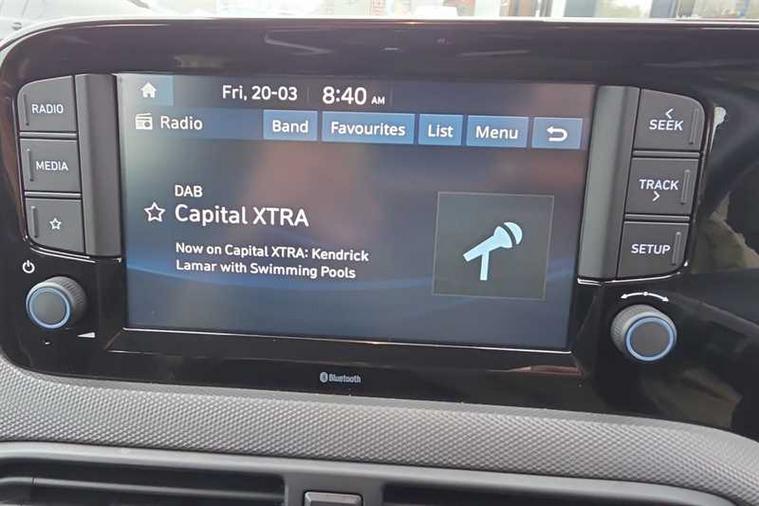 Fri, 20-03 8:40 AM
RADIO
MEDIA
Radio
Band
Favourites
List
Menu
DAB
Capital XTRA
Now on Capital XTRA: Kendrick
Lamar with Swimming Pools
SEEK
TRACK
SETUP
Bluetooth